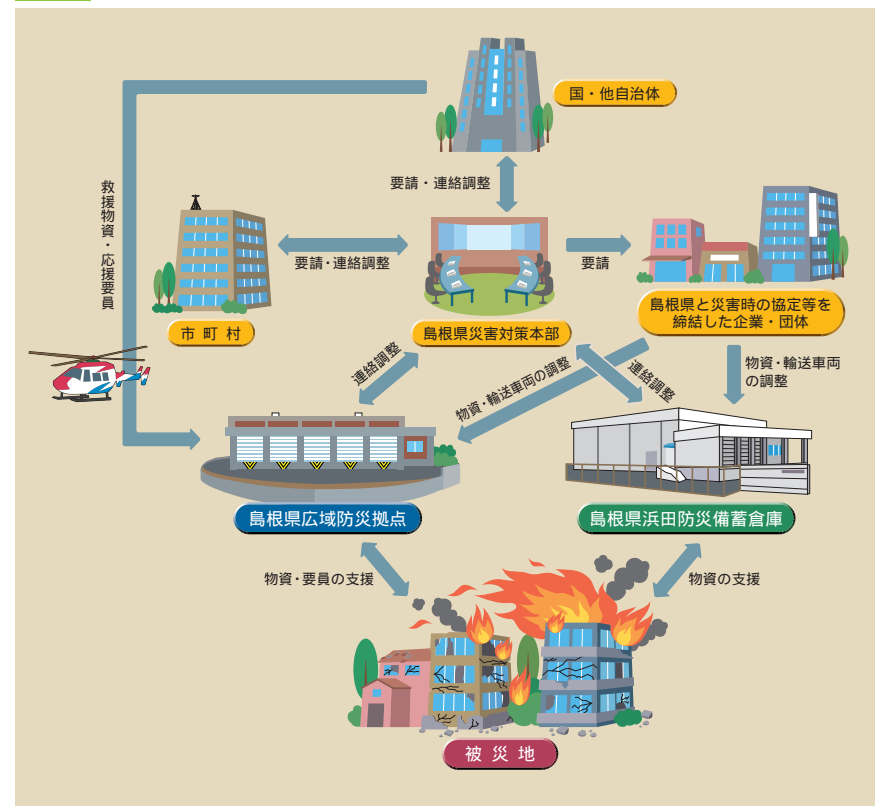 国・他自治体
要請・連絡調整
救援物資・応援要員
要請・連絡調整
要請
市町村
島根県災害対策本部
島根県と災害時の協定等を
締結した企業・団体
連絡調整
物資・輸送車両の調整
連絡調整
物資・輸送車両
の調整
島根県広域防災拠点
島根県浜田防災備蓄倉庫
物資・要員の支援
物資の支援
被災地